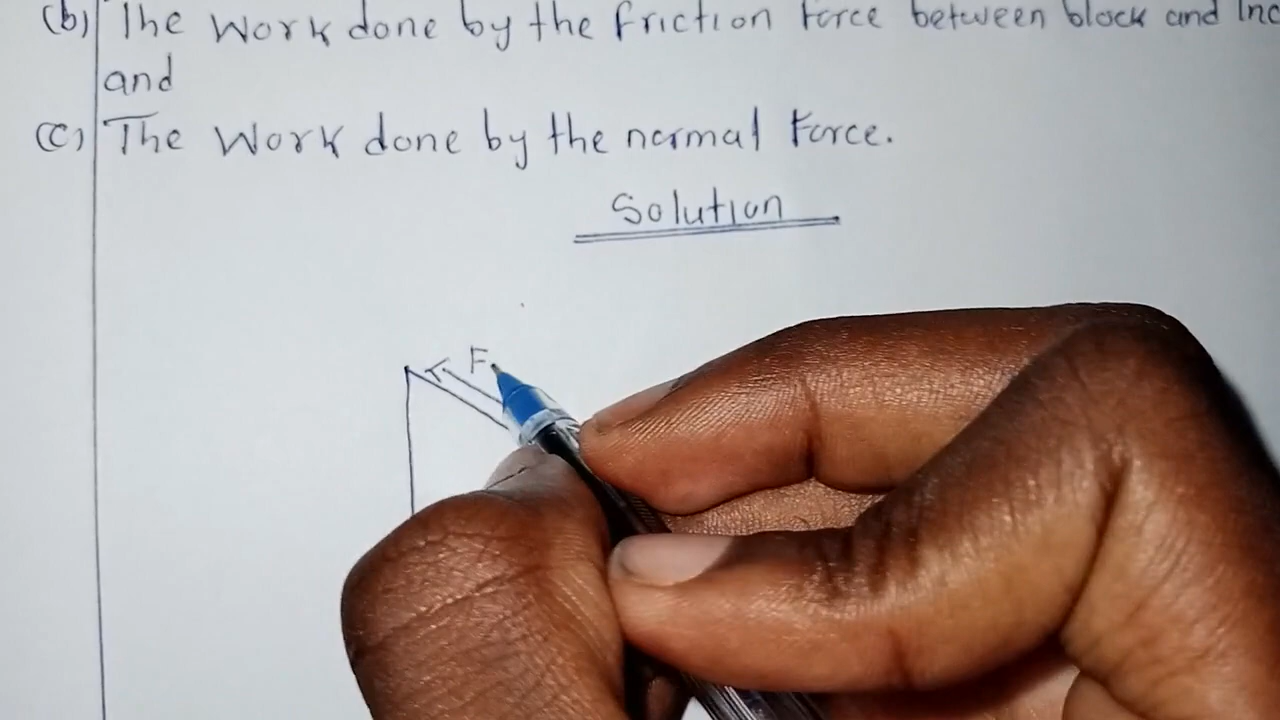 (b) The Work done by the friction Force between block and Inc
and
(c) The Work done by the normal Force.
Solution
F